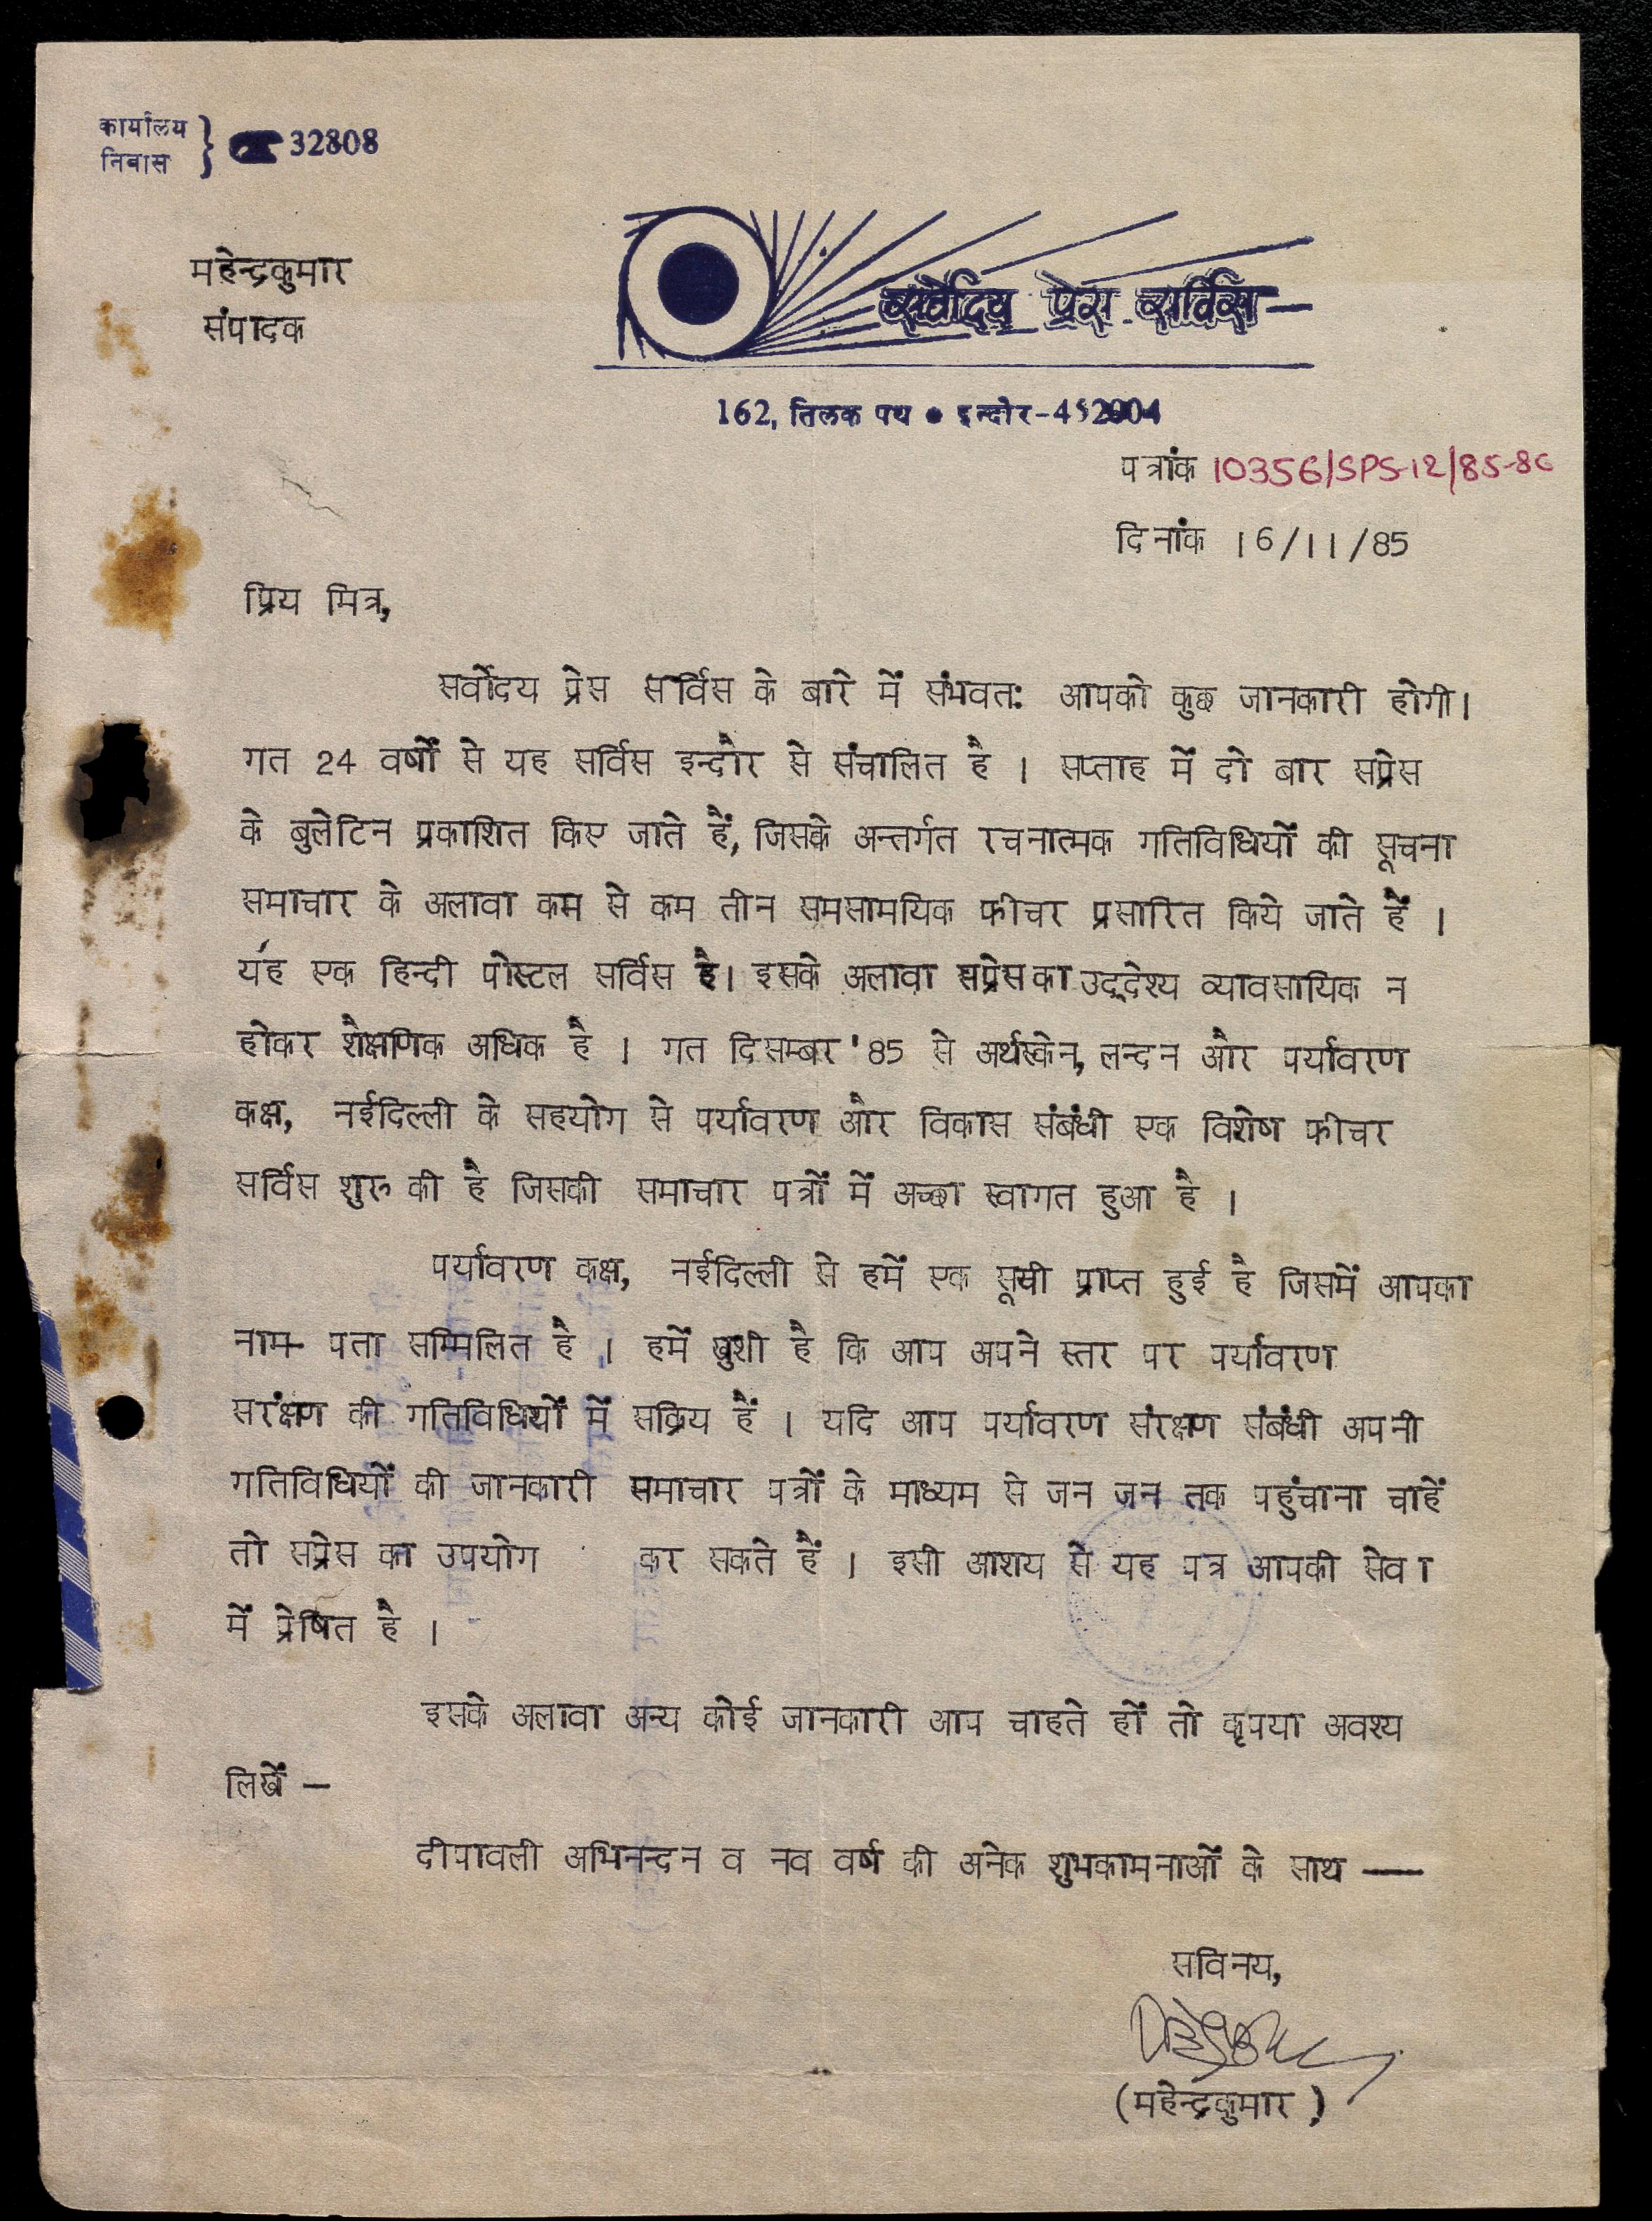 कार्यालय
निवास } 32808
महेन्द्रकुमार
संपादक
सर्वोदय प्रेस सर्विस
162, तिलक पथ ● इन्दोर-452004
पत्रांक 10356/SPS-12/85-86
दिनांक 16/11/85
प्रिय मित्र,
सर्वोदय प्रेस सर्विस के बारे में संभवत: आपको कुछ जानकारी होगी।
गत 24 वर्षों से यह सर्विस इन्दौर से संचालित है । सप्ताह में दो बार सप्रेस
के बुलेटिन प्रकाशित किए जाते हैं, जिसके अन्तर्गत रचनात्मक गतिविधियों की सूचना
समाचार के अलावा कम से कम तीन समसामयिक फीचर प्रसारित किये जाते हैं ।
यह एक हिन्दी पोस्टल सर्विस है। इसके अलावा सप्रेस का उद्देश्य व्यावसायिक न
होकर शैक्षणिक अधिक है । गत दिसम्बर '85 से अर्थस्केन, लन्दन और पर्यावरण
कक्ष, नईदिल्ली के सहयोग से पर्यावरण और विकास संबंधी एक विशेष फीचर
सर्विस शुरु की है जिसकी समाचार पत्रों में अच्छा स्वागत हुआ है ।
पर्यावरण कक्ष, नईदिल्ली से हमें एक सूची प्राप्त हुई है जिसमें आपका
नाम- पता सम्मिलित है । हमें खुशी है कि आप अपने स्तर पर पर्यावरण
सरंक्षण की गतिविधियों में सक्रिय हैं । यदि आप पर्यावरण संरक्षण संबंधी अपनी
गतिविधियों की जानकारी समाचार पत्रों के माध्यम से जन जन तक पहुंचाना चाहें
तो सप्रेस का उपयोग कर सकते हैं । इसी आशय से यह पत्र आपकी सेवा
में प्रेषित है ।
इसके अलावा अन्य कोई जानकारी आप चाहते हों तो कृपया अवश्य
लिखें —
दीपावली अभिनन्दन व नव वर्ष की अनेक शुभकामनाओं के साथ ——
सविनय,
(महेन्द्रकुमार)